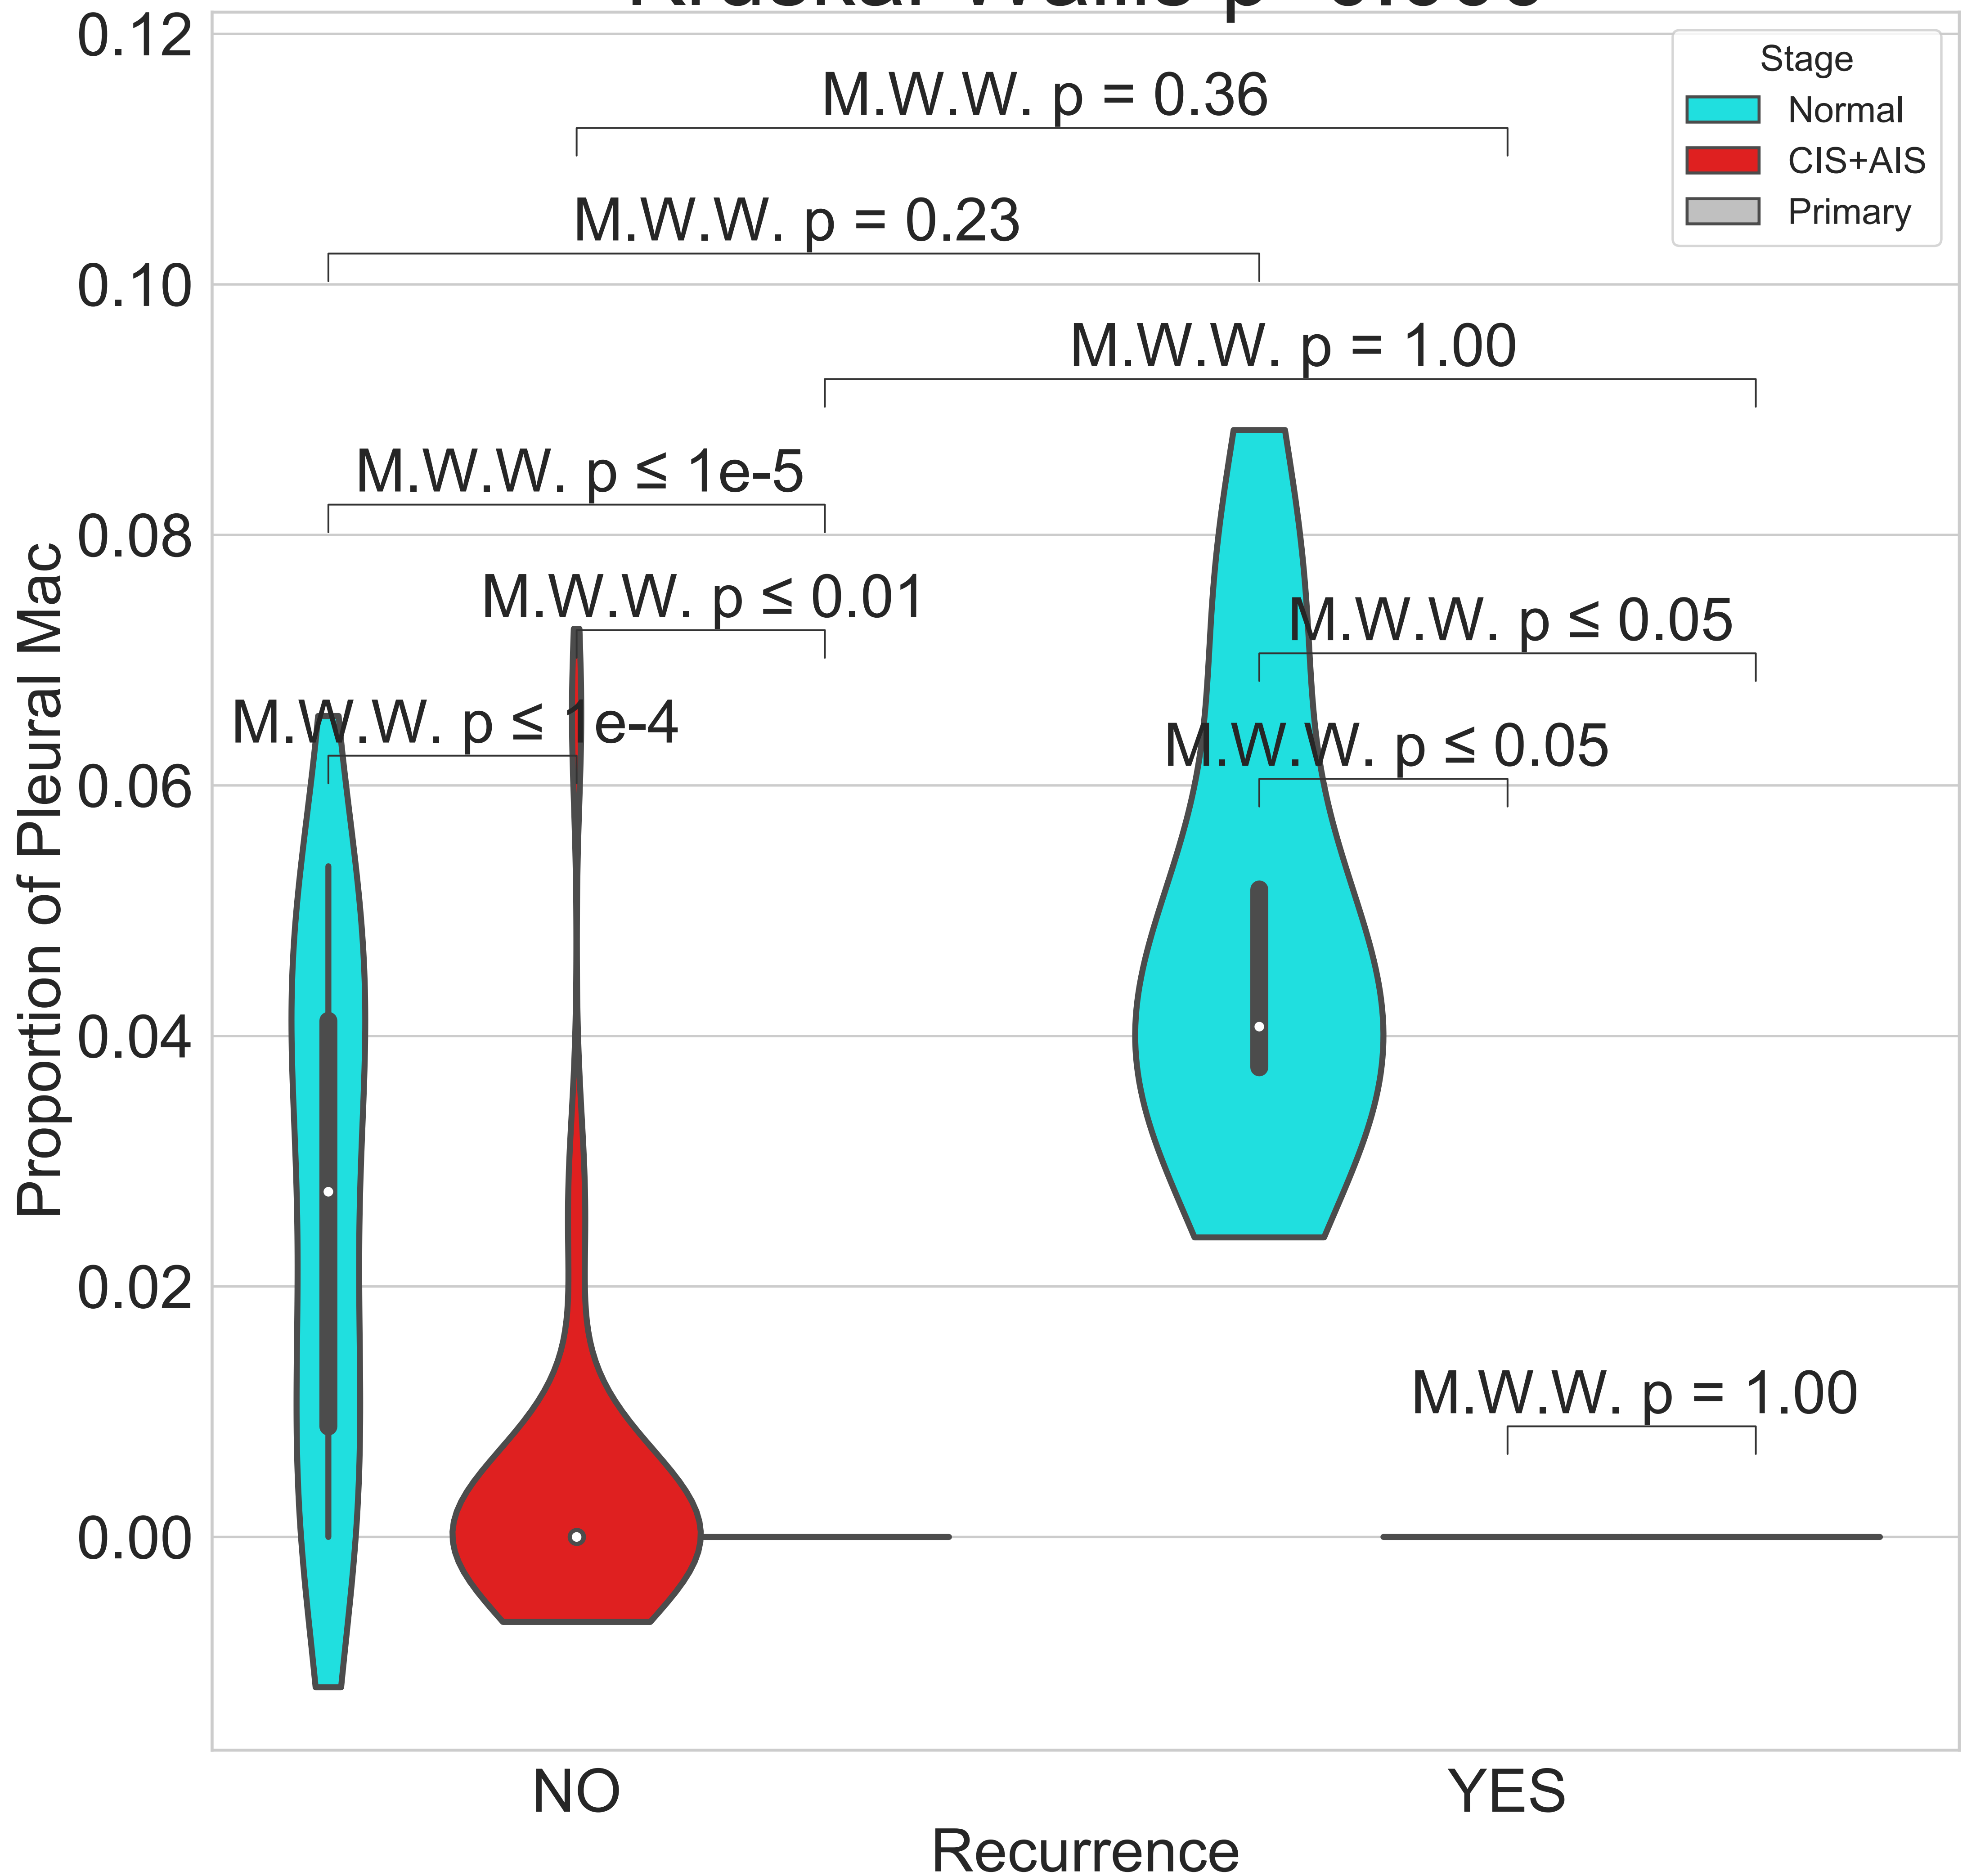 0.12
0.10
0.08
0.06
0.04
0.02
0.00
Proportion of Pleural Mac
M.W.W. p = 0.36
M.W.W. p = 0.23
M.W.W. p = 1.00
M.W.W. p ≤ 1e-5
M.W.W. p ≤ 0.01
M.W.W. p ≤ 1e-4
M.W.W. p ≤ 0.05
M.W.W. p ≤ 0.05
M.W.W. p = 1.00
Stage
Normal
CIS+AIS
Primary
NO
YES
Recurrence